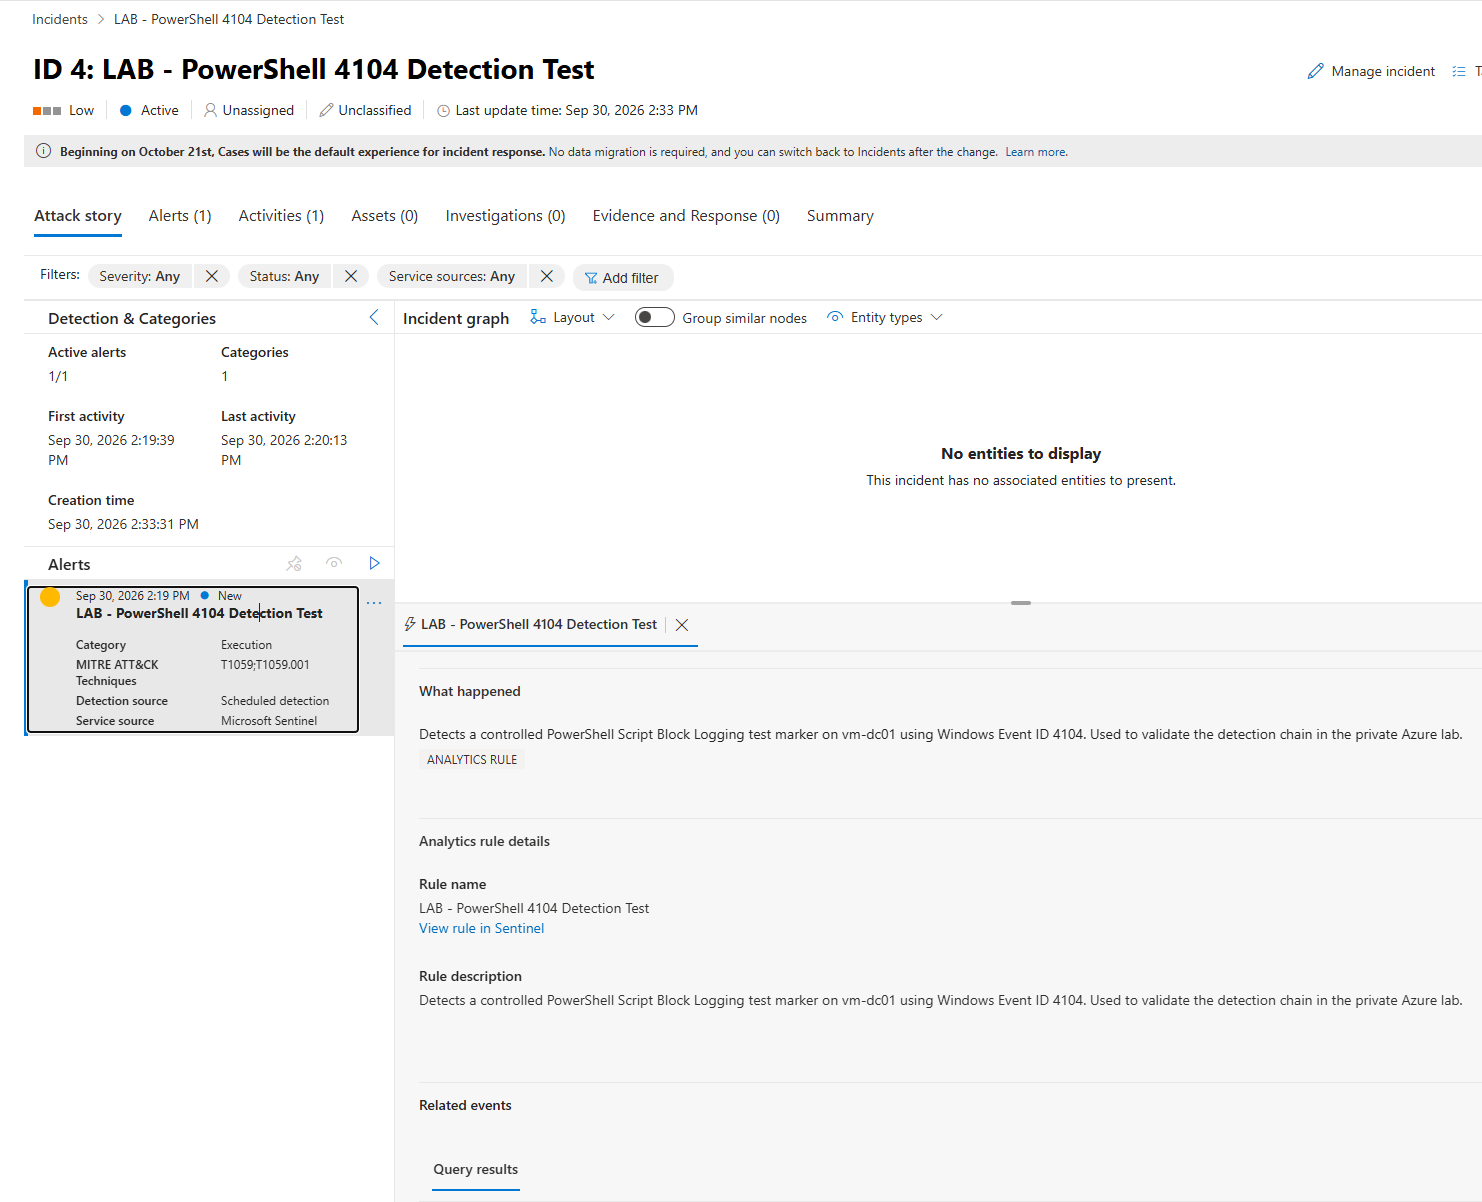 Incidents > LAB - PowerShell 4104 Detection Test
ID 4: LAB - PowerShell 4104 Detection Test
Manage incident
Low
Active
Unassigned
Unclassified
Last update time: Sep 30, 2026 2:33 PM
Beginning on October 21st, Cases will be the default experience for incident response. No data migration is required, and you can switch back to Incidents after the change. Learn more.
Attack story
Alerts (1)
Activities (1)
Assets (0)
Investigations (0)
Evidence and Response (0)
Summary
Filters:
Severity: Any
Status: Any
Service sources: Any
Add filter
Detection & Categories
Active alerts
Categories
1/1
1
First activity
Last activity
Sep 30, 2026 2:19:39
PM
Sep 30, 2026 2:20:13
PM
Creation time
Sep 30, 2026 2:33:31 PM
Alerts
Sep 30, 2026 2:19 PM
New
LAB - PowerShell 4104 Detection Test
Category
Execution
MITRE ATT&CK
Techniques
T1059;T1059.001
Detection source
Scheduled detection
Service source
Microsoft Sentinel
Incident graph
Layout
Group similar nodes
Entity types
No entities to display
This incident has no associated entities to present.
LAB - PowerShell 4104 Detection Test
What happened
Detects a controlled PowerShell Script Block Logging test marker on vm-dc01 using Windows Event ID 4104. Used to validate the detection chain in the private Azure lab.
ANALYTICS RULE
Analytics rule details
Rule name
LAB - PowerShell 4104 Detection Test
View rule in Sentinel
Rule description
Detects a controlled PowerShell Script Block Logging test marker on vm-dc01 using Windows Event ID 4104. Used to validate the detection chain in the private Azure lab.
Related events
Query results